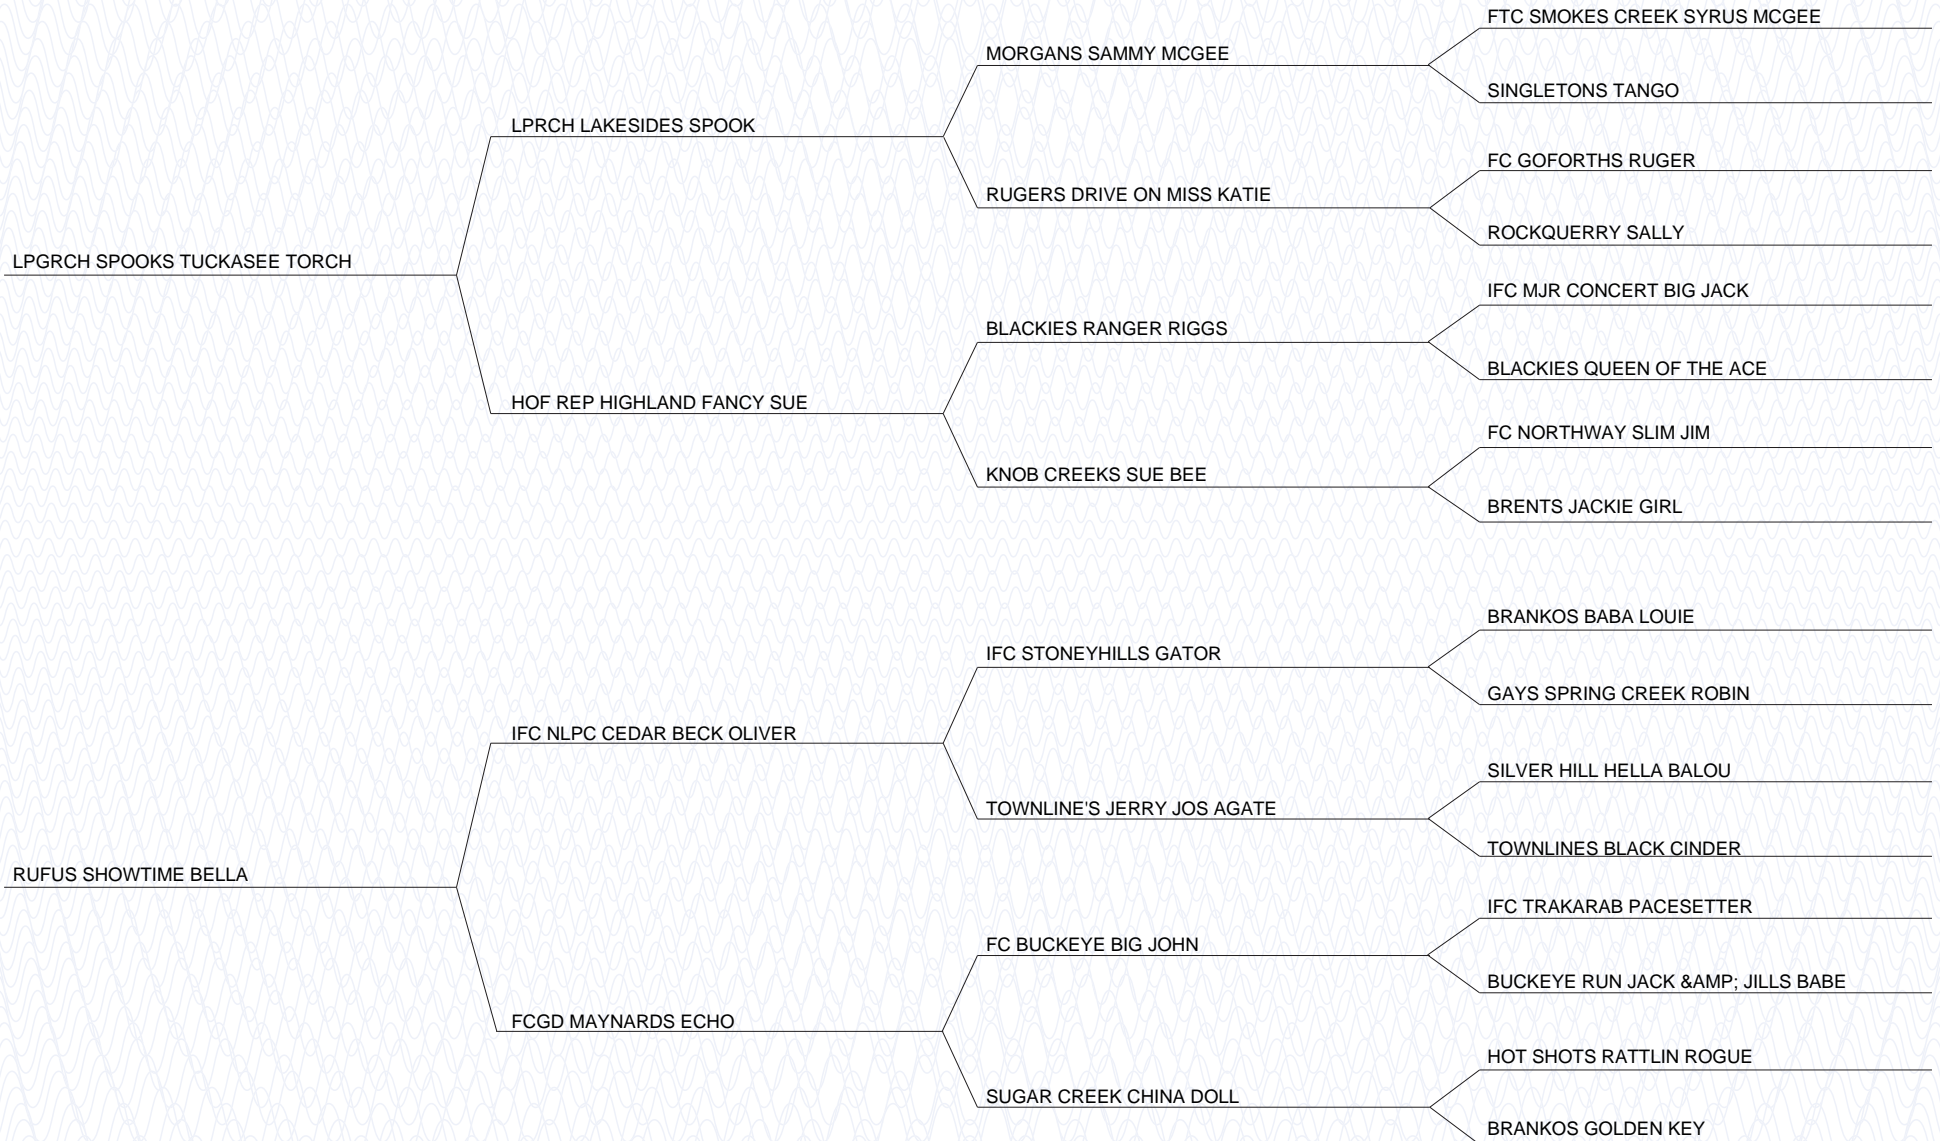 FTC SMOKES CREEK SYRUS MCGEE
MORGANS SAMMY MCGEE
SINGLETONS TANGO
LPRCH LAKESIDES SPOOK
FC GOFORTHS RUGER
RUGERS DRIVE ON MISS KATIE
ROCKQUERRY SALLY
LPGRCH SPOOKS TUCKASEE TORCH
IFC MJR CONCERT BIG JACK
BLACKIES RANGER RIGGS
BLACKIES QUEEN OF THE ACE
HOF REP HIGHLAND FANCY SUE
FC NORTHWAY SLIM JIM
KNOB CREEKS SUE BEE
BRENTS JACKIE GIRL
BRANKOS BABA LOUIE
IFC STONEYHILLS GATOR
GAYS SPRING CREEK ROBIN
IFC NLPC CEDAR BECK OLIVER
SILVER HILL HELLA BALOU
TOWNLINE'S JERRY JOS AGATE
TOWNLINES BLACK CINDER
RUFUS SHOWTIME BELLA
IFC TRAKARAB PACESETTER
FC BUCKEYE BIG JOHN
BUCKEYE RUN JACK &AMP; JILLS BABE
FCGD MAYNARDS ECHO
HOT SHOTS RATTLIN ROGUE
SUGAR CREEK CHINA DOLL
BRANKOS GOLDEN KEY